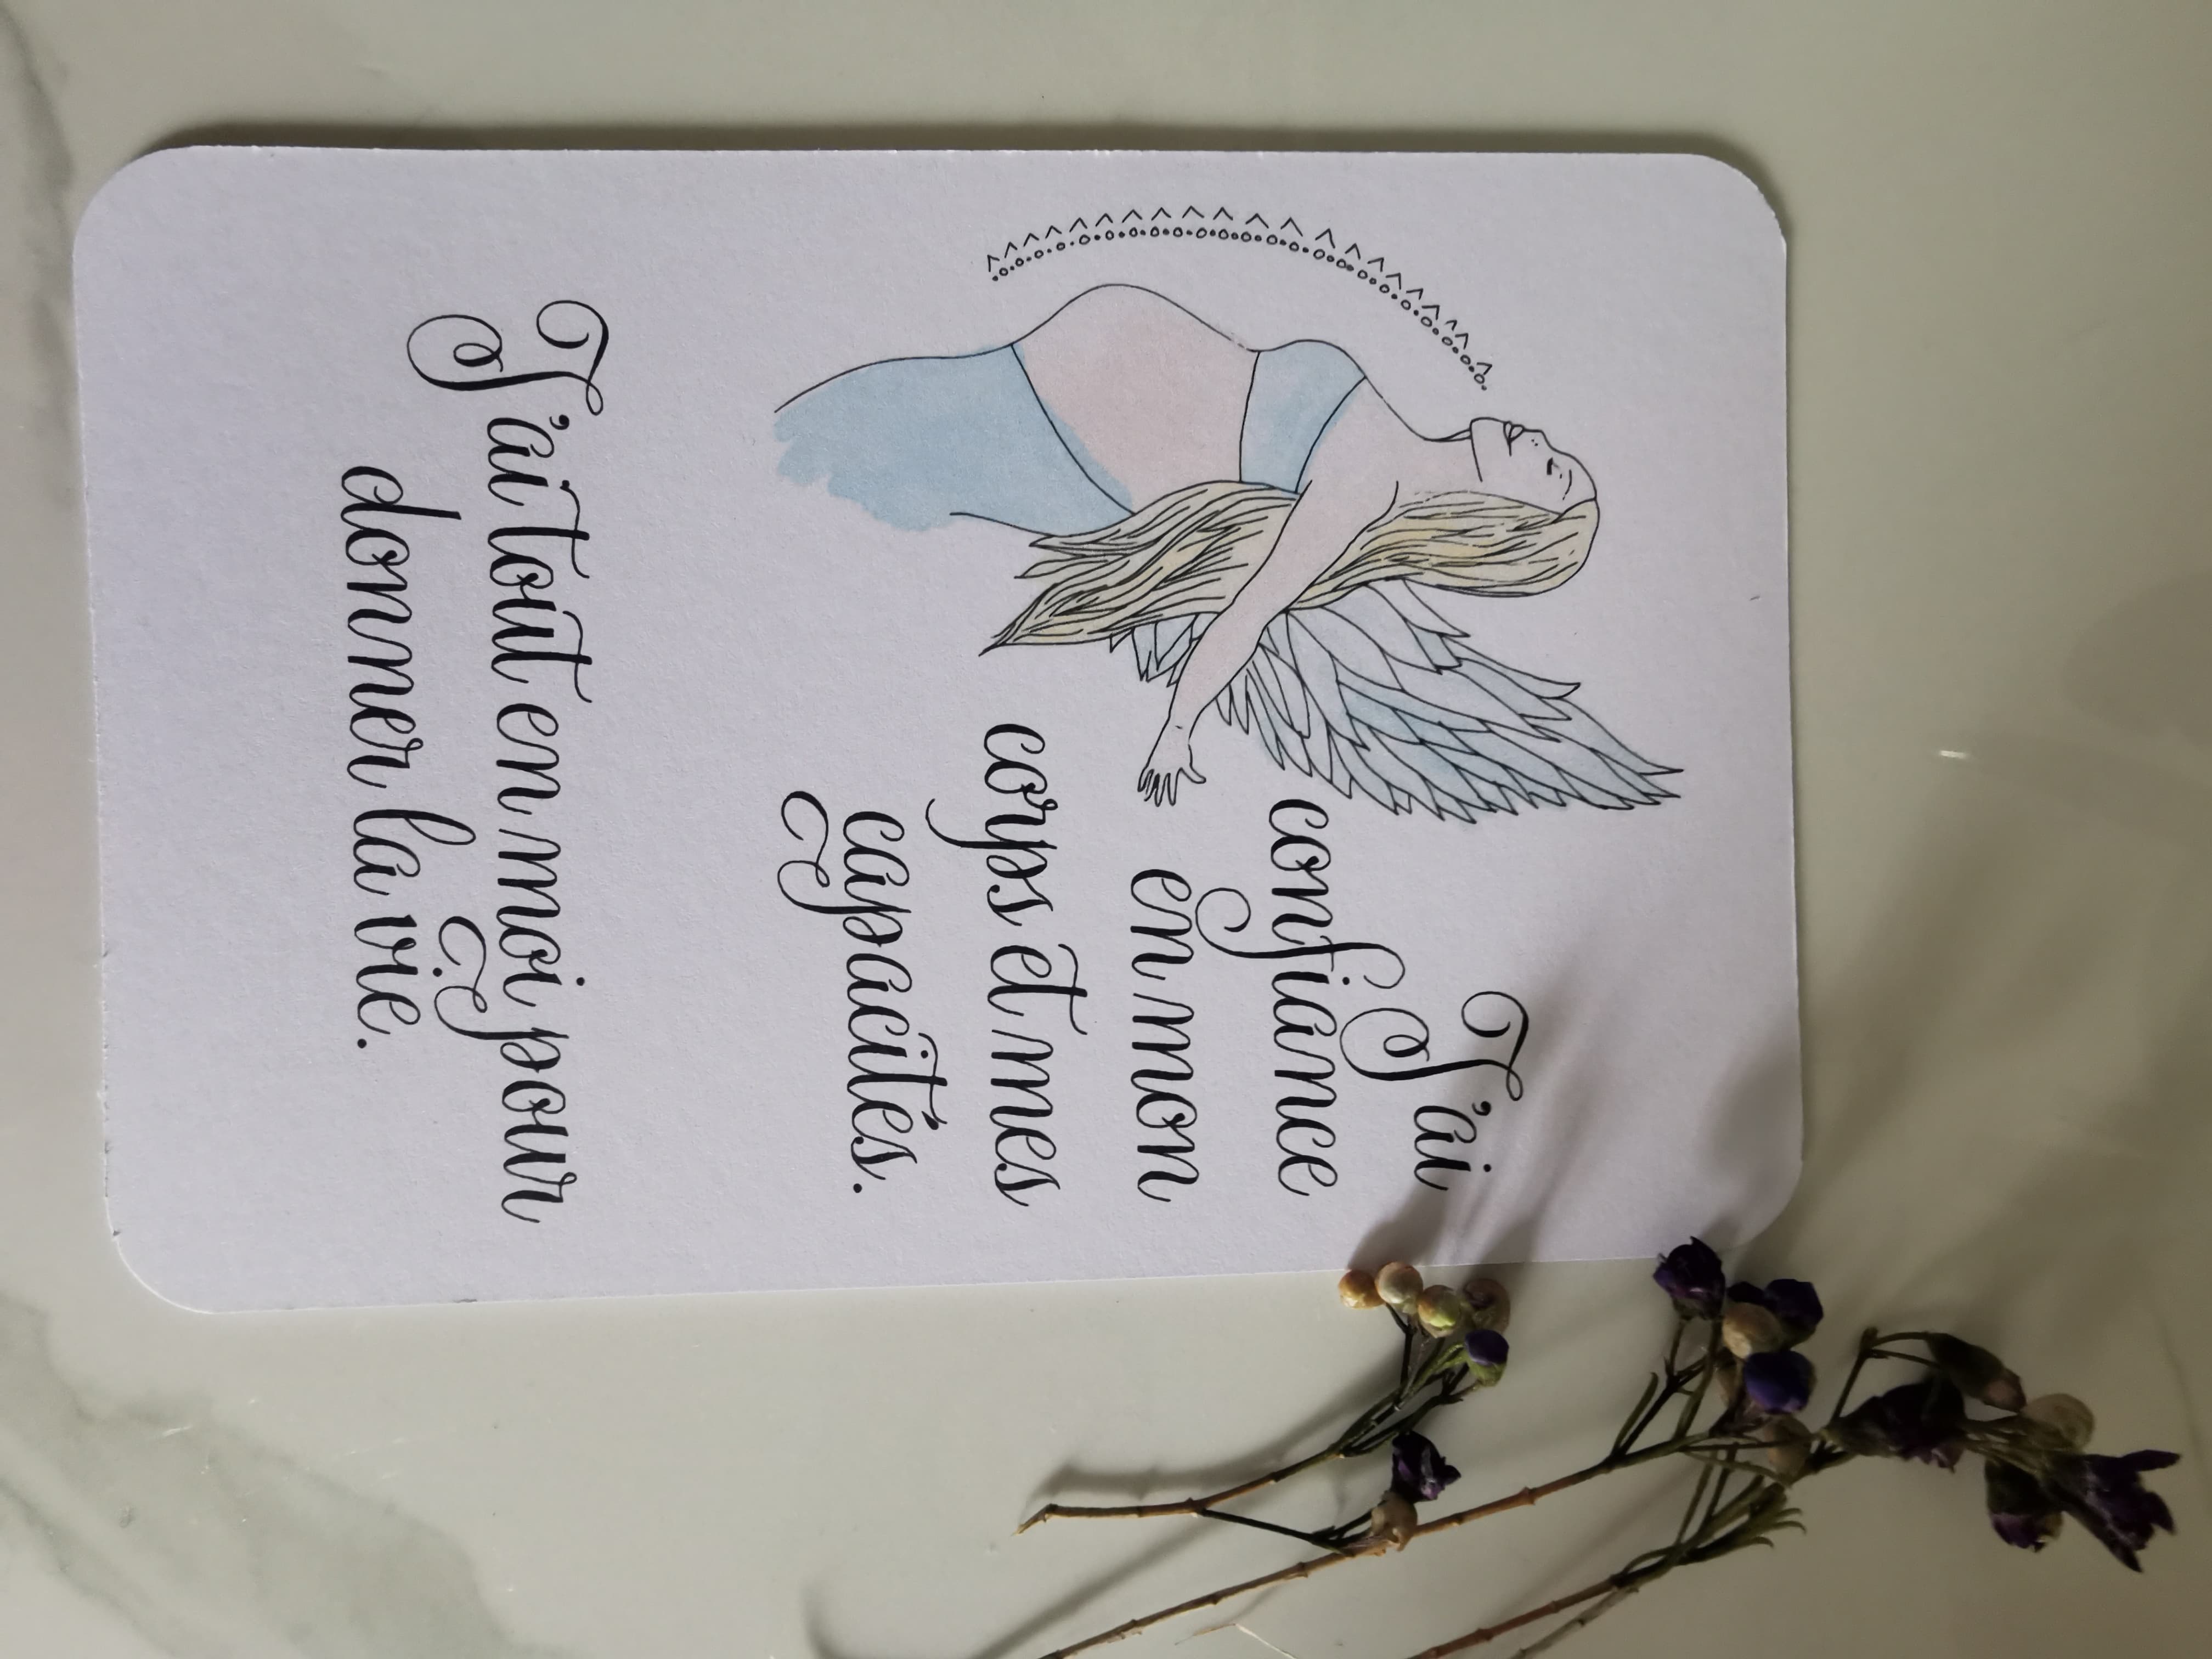 J'ai
confiance
en mon
corps et mes
capacités.
J'ai tout en moi pour
donner la vie.